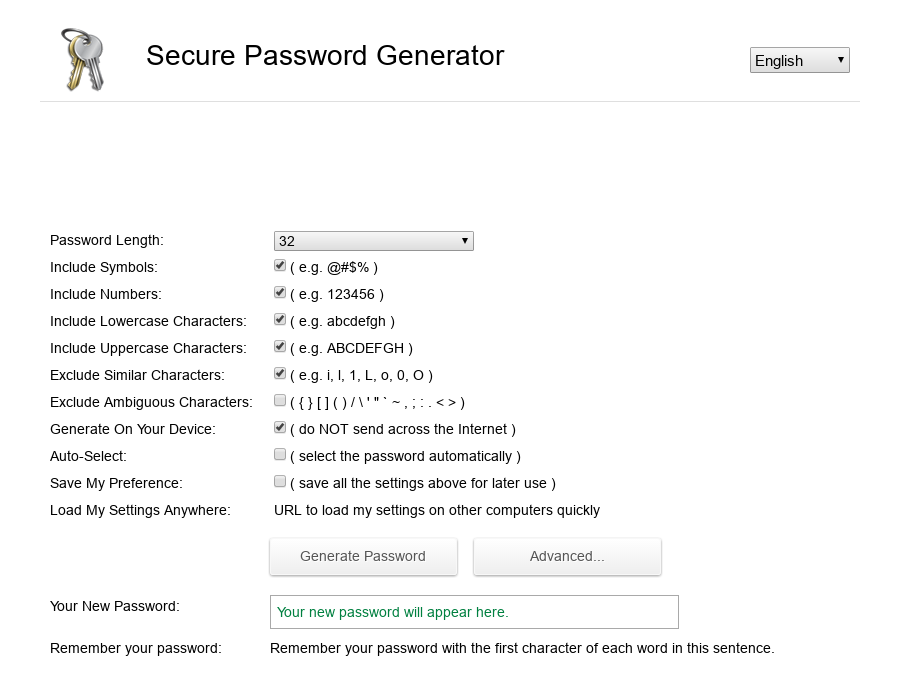 Secure Password Generator
English
Password Length: 32
Include Symbols: ( e.g. @#$% )
Include Numbers: ( e.g. 123456 )
Include Lowercase Characters: ( e.g. abcdefgh )
Include Uppercase Characters: ( e.g. ABCDEFGH )
Exclude Similar Characters: ( e.g. i, l, 1, L, o, 0, O )
Exclude Ambiguous Characters: ( { } [ ] ( ) / \ ' " ` ~ , ; : . < > )
Generate On Your Device: ( do NOT send across the Internet )
Auto-Select: ( select the password automatically )
Save My Preference: ( save all the settings above for later use )
Load My Settings Anywhere: URL to load my settings on other computers quickly
Generate Password Advanced...
Your New Password: Your new password will appear here.
Remember your password: Remember your password with the first character of each word in this sentence.